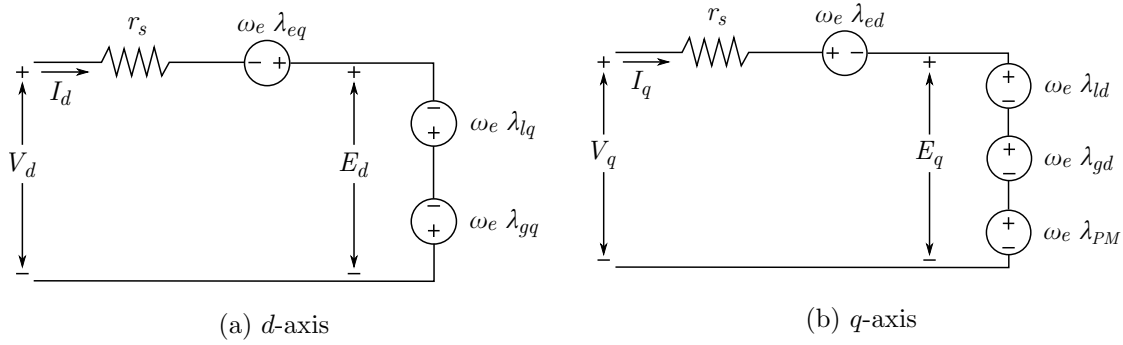 r_s
ω_e λ_eq
I_d
V_d
E_d
ω_e λ_lq
ω_e λ_gq
(a) d-axis
r_s
ω_e λ_ed
I_q
V_q
E_q
ω_e λ_ld
ω_e λ_gd
ω_e λ_PM
(b) q-axis